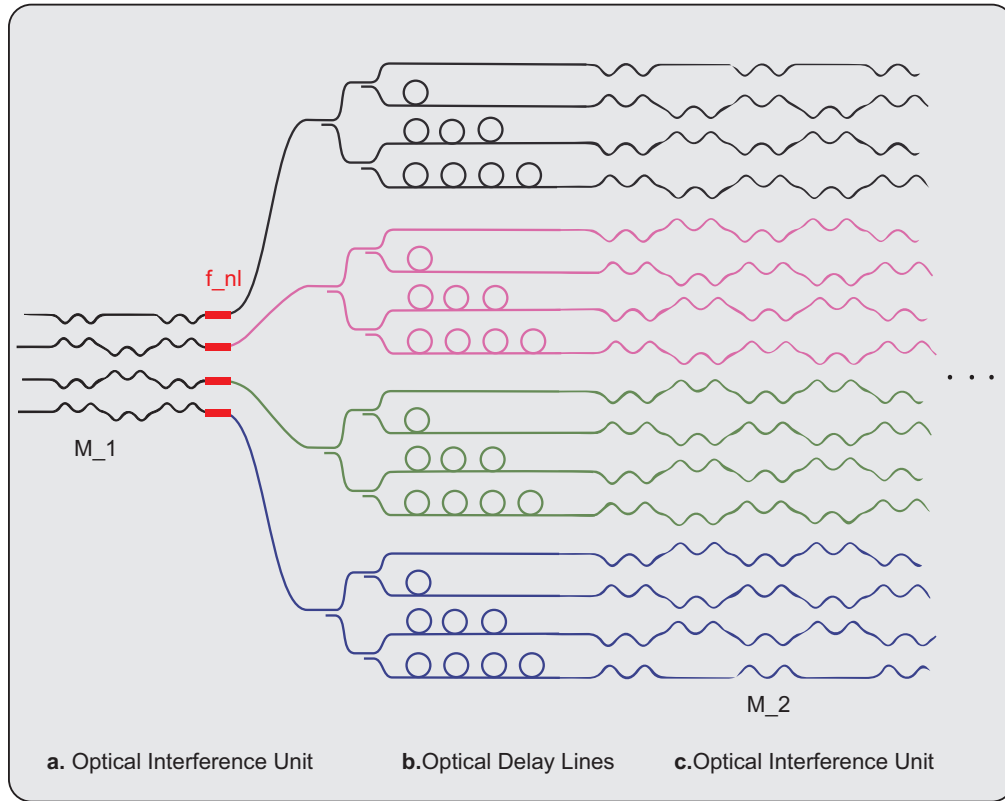 f_nl
M_1
. . .
M_2
a. Optical Interference Unit
b.Optical Delay Lines
c.Optical Interference Unit